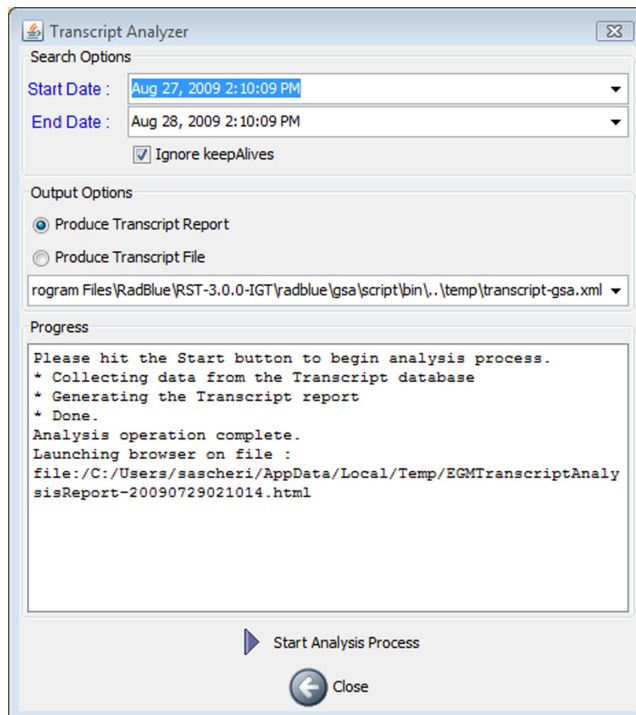 Transcript Analyzer
Search Options
Start Date :
Aug 27, 2009 2:10:09 PM
End Date :
Aug 28, 2009 2:10:09 PM
Ignore keepAlives
Output Options
Produce Transcript Report
Produce Transcript File
rogram Files\RadBlue\RST-3.0.0-IGT\radblue\gsa\script\bin\..\temp\transcript-gsa.xml
Progress
Please hit the Start button to begin analysis process.
* Collecting data from the Transcript database
* Generating the Transcript report
* Done.
Analysis operation complete.
Launching browser on file :
file:/C:/Users/sascheri/AppData/Local/Temp/EGMTranscriptAnaly
sisReport-20090729021014.html
Start Analysis Process
Close